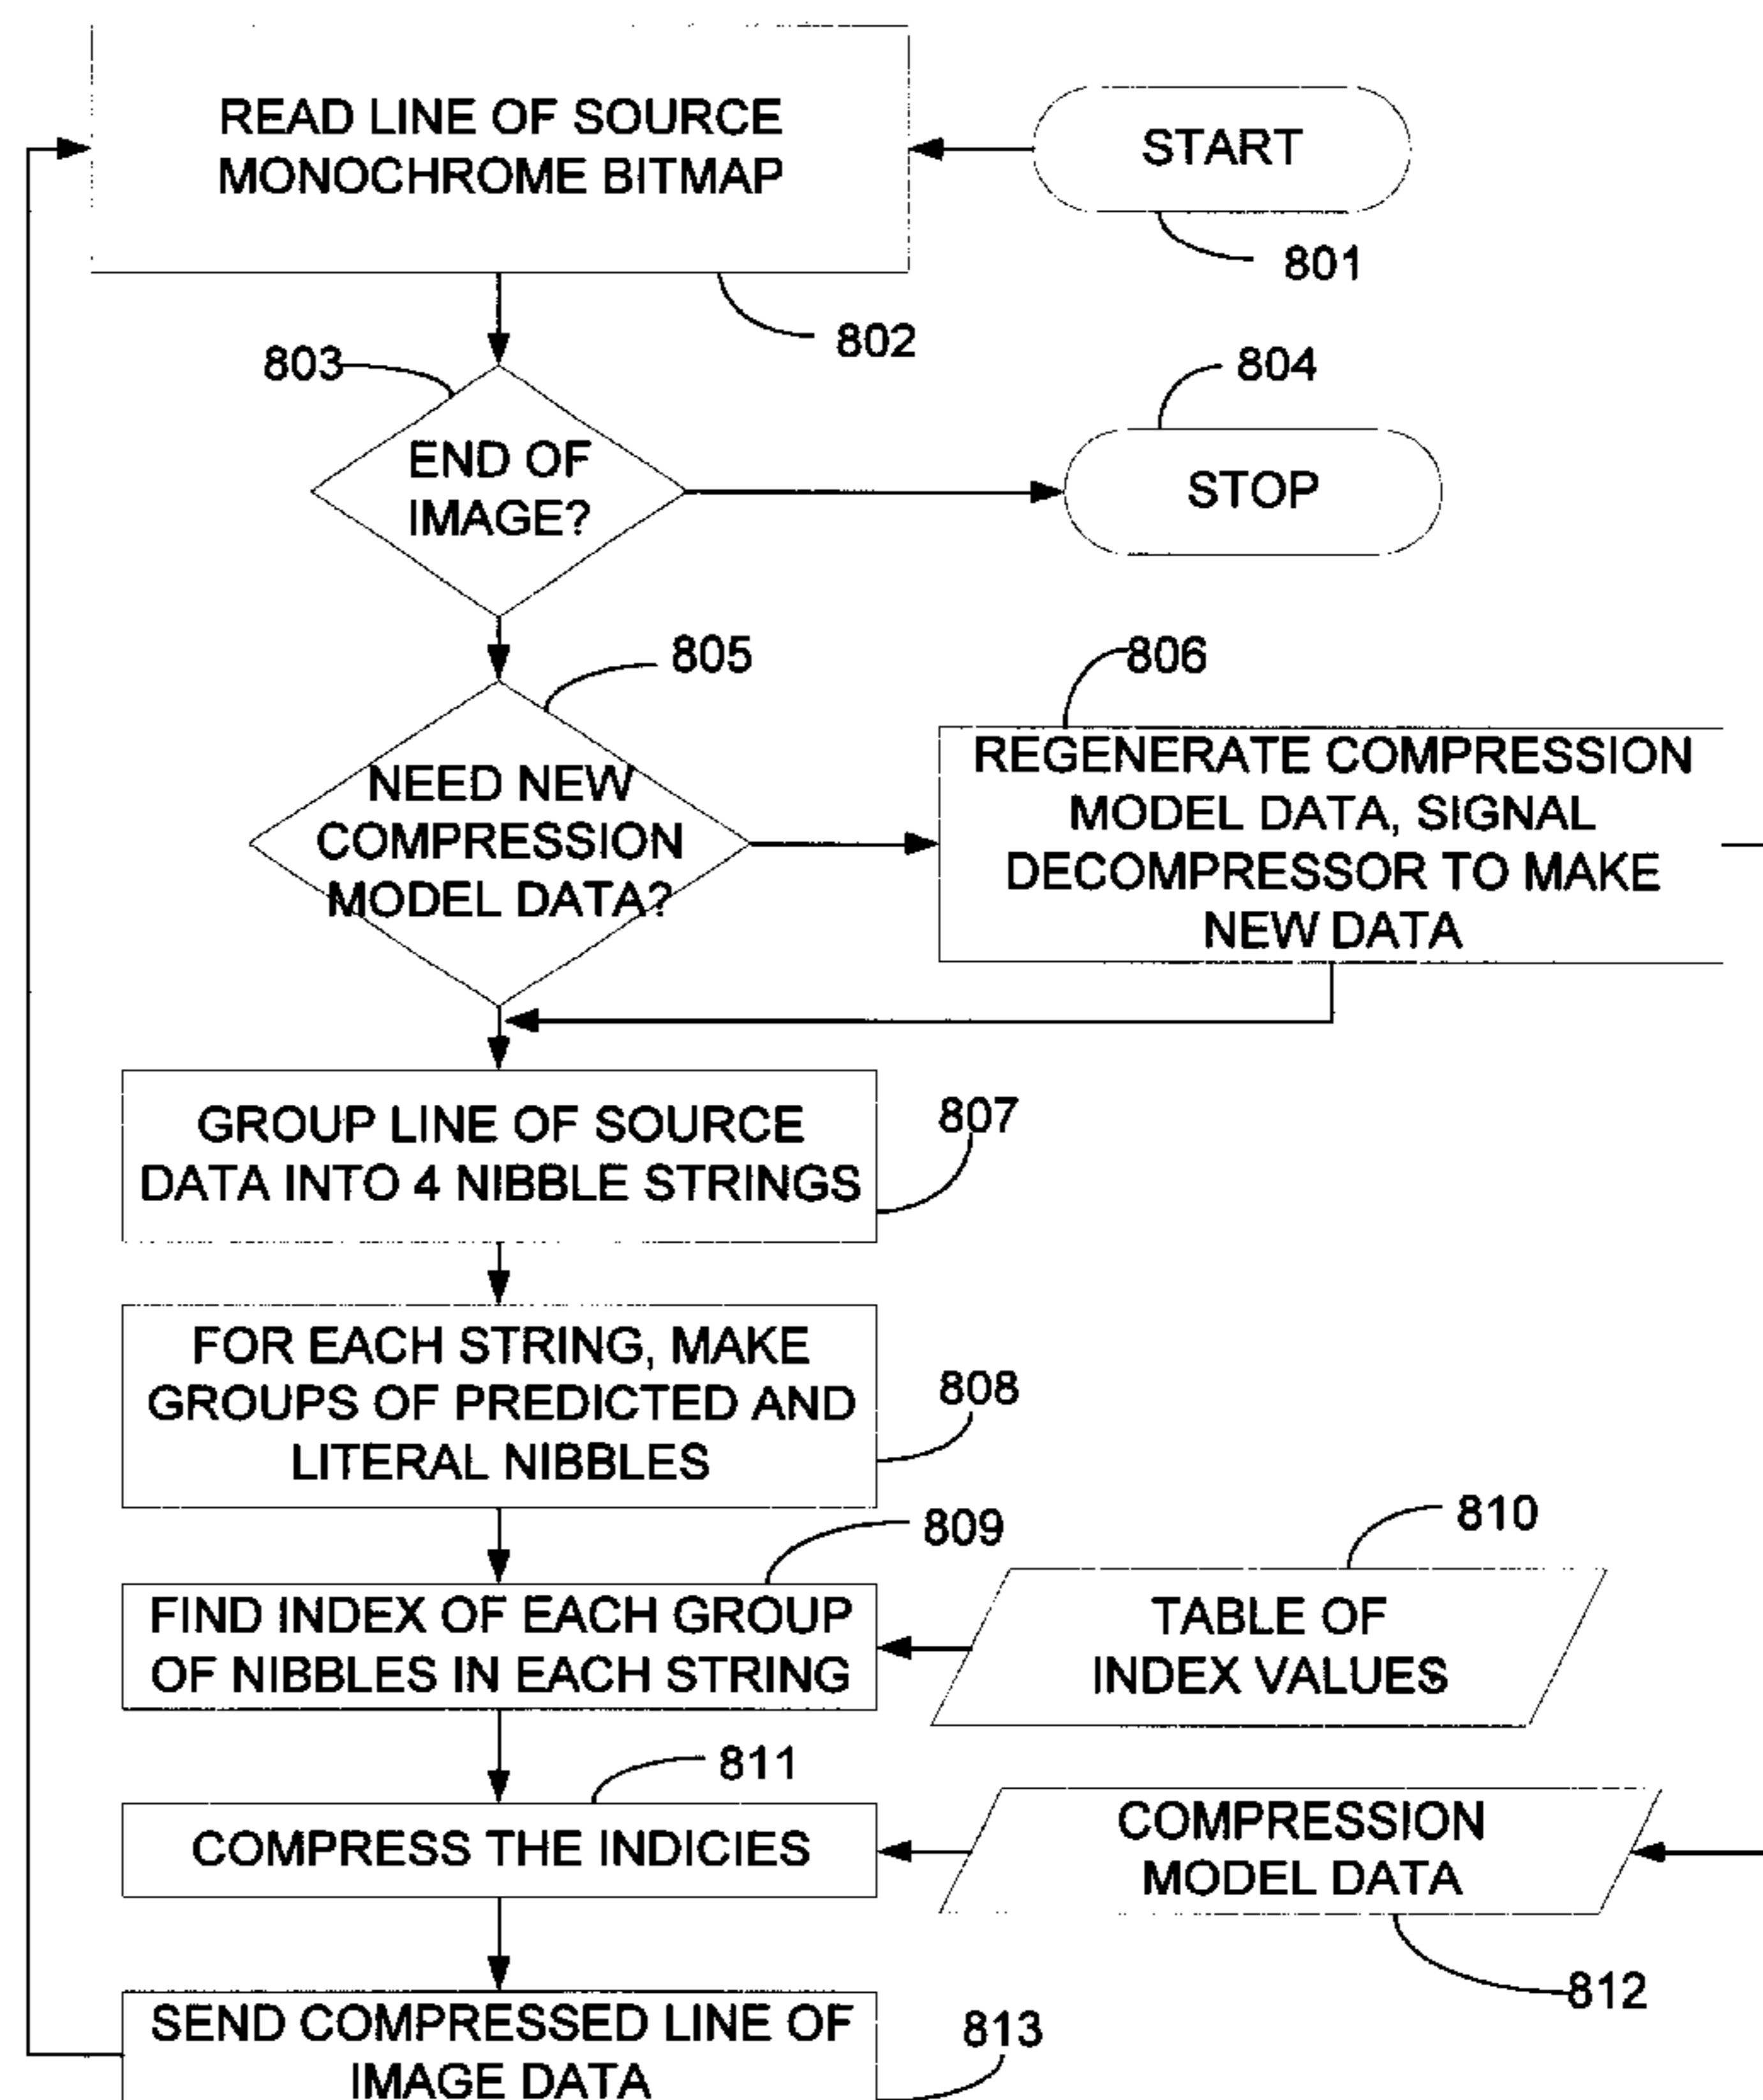 READ LINE OF SOURCE
MONOCHROME BITMAP
START
801
802
803
804
END OF
IMAGE?
STOP
805
806
NEED NEW
COMPRESSION
MODEL DATA?
REGENERATE COMPRESSION
MODEL DATA, SIGNAL
DECOMPRESSOR TO MAKE
NEW DATA
GROUP LINE OF SOURCE
DATA INTO 4 NIBBLE STRINGS
807
FOR EACH STRING, MAKE
GROUPS OF PREDICTED AND
LITERAL NIBBLES
808
809
810
FIND INDEX OF EACH GROUP
OF NIBBLES IN EACH STRING
TABLE OF
INDEX VALUES
811
COMPRESS THE INDICIES
COMPRESSION
MODEL DATA
812
SEND COMPRESSED LINE OF
IMAGE DATA
813